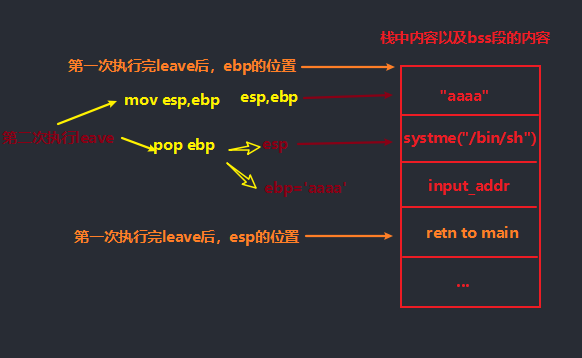 栈中内容以及bss段的内容
第一次执行完leave后，ebp的位置
mov esp,ebp
esp,ebp
"aaaa"
第二次执行leave
pop ebp
esp
systme("/bin/sh")
ebp='aaaa'
input_addr
第一次执行完leave后，esp的位置
retn to main
...